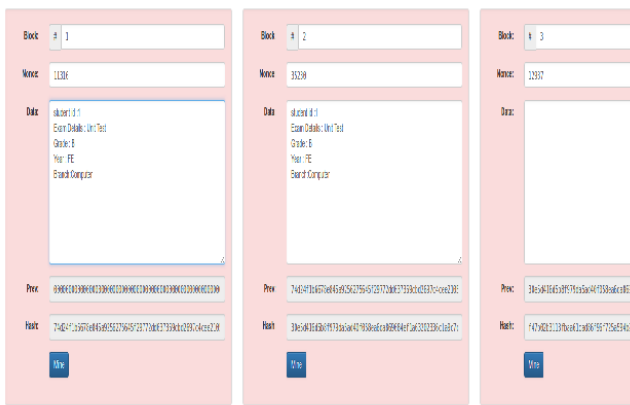 Block:
# 1
Nonce:
11316
Data:
student id :1
Exam Details : Unit Test
Grade : B
Year : FE
Branch:Computer
Prev:
Hash:
Mine
Block:
# 2
Nonce:
35230
Data:
student id :1
Exam Details : Unit Test
Grade : B
Year : FE
Branch:Computer
Prev:
Hash:
Mine
Block:
# 3
Nonce:
12937
Data:
Prev:
Hash:
Mine